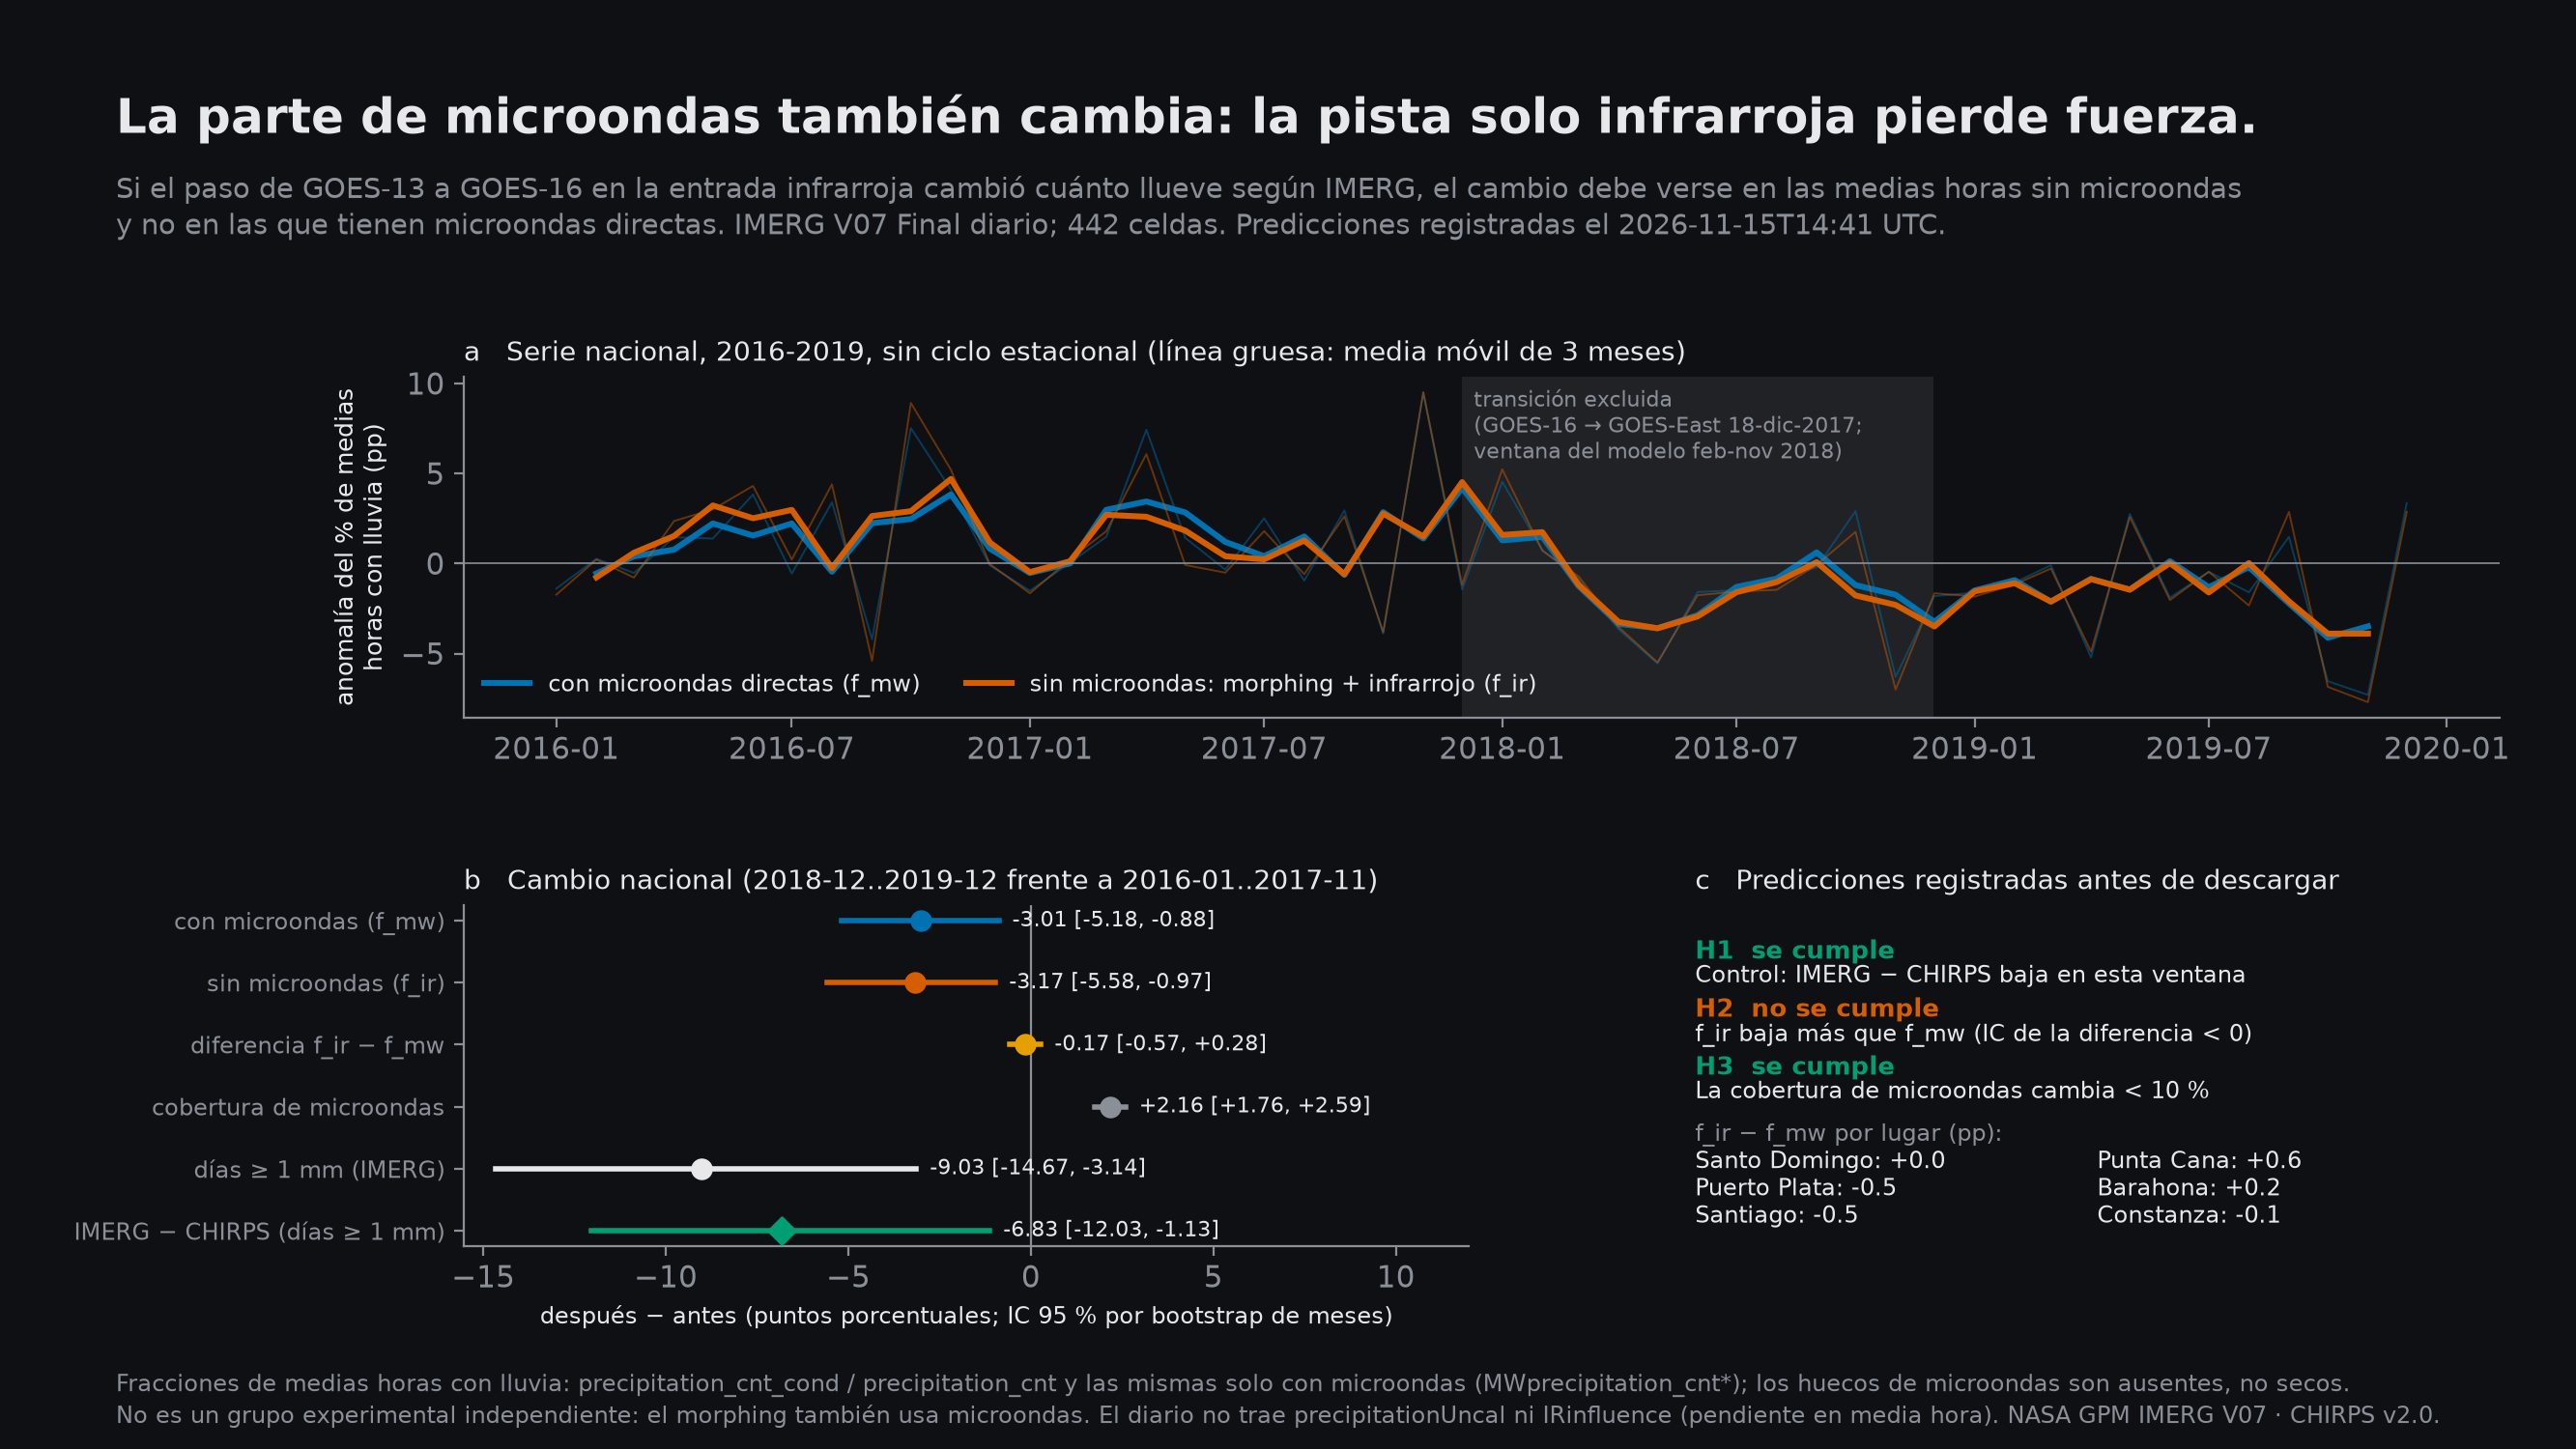 La parte de microondas también cambia: la pista solo infrarroja pierde fuerza.
Si el paso de GOES-13 a GOES-16 en la entrada infrarroja cambió cuánto llueve según IMERG, el cambio debe verse en las medias horas sin microondas
y no en las que tienen microondas directas. IMERG V07 Final diario; 442 celdas. Predicciones registradas el 2026-11-15T14:41 UTC.
a Serie nacional, 2016-2019, sin ciclo estacional (línea gruesa: media móvil de 3 meses)
anomalía del % de medias
horas con lluvia (pp)
10
5
0
−5
transición excluida
(GOES-16 → GOES-East 18-dic-2017;
ventana del modelo feb-nov 2018)
con microondas directas (f_mw)
sin microondas: morphing + infrarrojo (f_ir)
2016-01
2016-07
2017-01
2017-07
2018-01
2018-07
2019-01
2019-07
2020-01
b Cambio nacional (2018-12..2019-12 frente a 2016-01..2017-11)
con microondas (f_mw)
-3.01 [-5.18, -0.88]
sin microondas (f_ir)
-3.17 [-5.58, -0.97]
diferencia f_ir − f_mw
-0.17 [-0.57, +0.28]
cobertura de microondas
+2.16 [+1.76, +2.59]
días ≥ 1 mm (IMERG)
-9.03 [-14.67, -3.14]
IMERG − CHIRPS (días ≥ 1 mm)
-6.83 [-12.03, -1.13]
−15
−10
−5
0
5
10
después − antes (puntos porcentuales; IC 95 % por bootstrap de meses)
c Predicciones registradas antes de descargar
H1 se cumple
Control: IMERG − CHIRPS baja en esta ventana
H2 no se cumple
f_ir baja más que f_mw (IC de la diferencia < 0)
H3 se cumple
La cobertura de microondas cambia < 10 %
f_ir − f_mw por lugar (pp):
Santo Domingo: +0.0
Puerto Plata: -0.5
Santiago: -0.5
Punta Cana: +0.6
Barahona: +0.2
Constanza: -0.1
Fracciones de medias horas con lluvia: precipitation_cnt_cond / precipitation_cnt y las mismas solo con microondas (MWprecipitation_cnt*); los huecos de microondas son ausentes, no secos.
No es un grupo experimental independiente: el morphing también usa microondas. El diario no trae precipitationUncal ni IRinfluence (pendiente en media hora). NASA GPM IMERG V07 · CHIRPS v2.0.